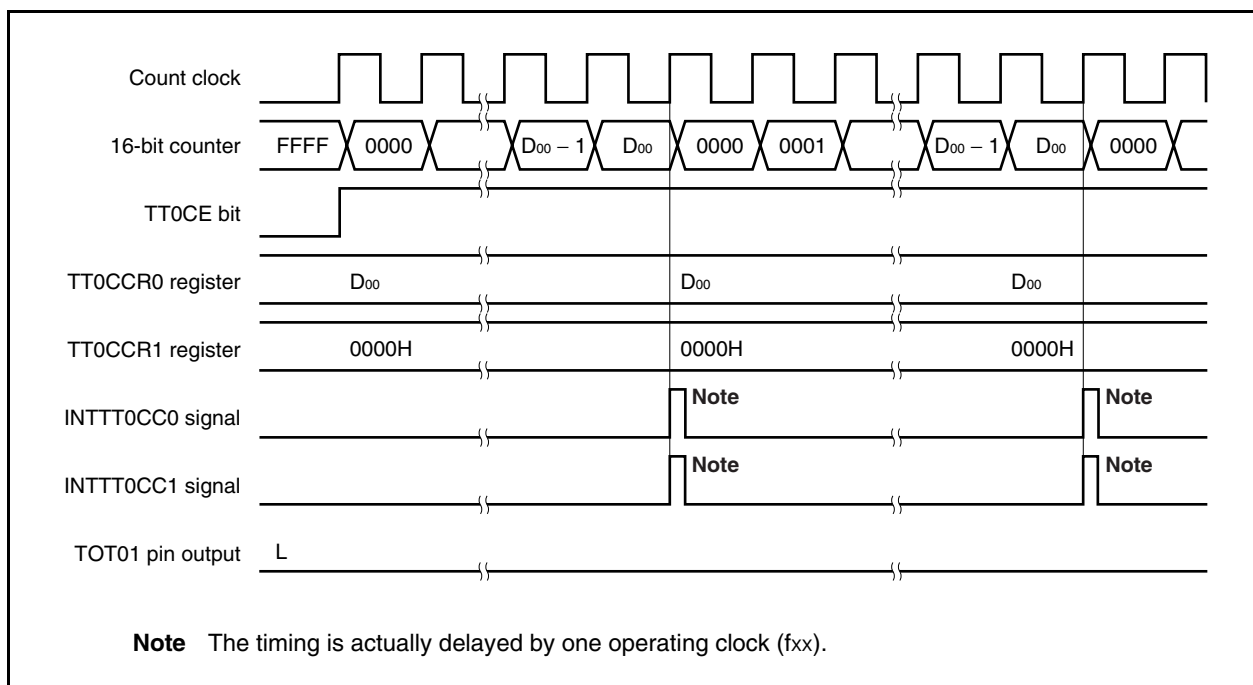 Count clock
16-bit counter FFFF 0000 D00 – 1 D00 0000 0001 D00 – 1 D00 0000
TT0CE bit
TT0CCR0 register D00 D00 D00
TT0CCR1 register 0000H 0000H 0000H
Note Note
INTTT0CC0 signal
Note Note
INTTT0CC1 signal
TOT01 pin output L
Note The timing is actually delayed by one operating clock (fxx).